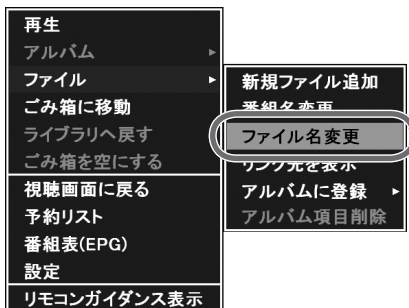 再生
アルバム
ファイル
ごみ箱に移動
ライブラリへ戻す
ごみ箱を空にする
視聴画面に戻る
予約リスト
番組表(EPG)
設定
リモコンガイダンス表示
新規ファイル追加
番組名変更
ファイル名変更
リンク先を表示
アルバムに登録
アルバム項目削除